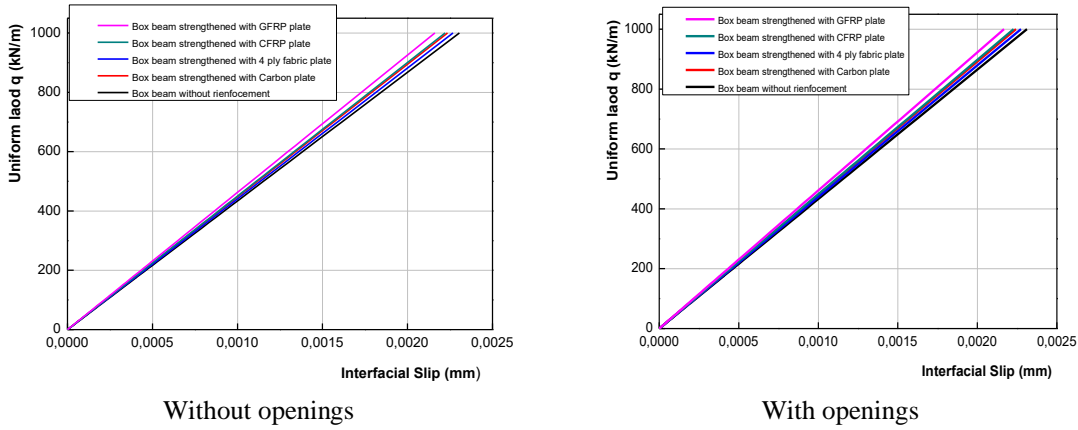 Box beam strengthened with GFRP plate
Box beam strengthened with CFRP plate
Box beam strengthened with 4 ply fabric plate
Box beam strengthened with Carbon plate
Box beam without rienfocement
Uniform laod q (kN/m)
1000
800
600
400
200
0
0,0000 0,0005 0,0010 0,0015 0,0020 0,0025
Interfacial Slip (mm)
Without openings
Box beam strengthened with GFRP plate
Box beam strengthened with CFRP plate
Box beam strengthened with 4 ply fabric plate
Box beam strengthened with Carbon plate
Box beam without rienfocement
Uniform laod q (kN/m)
1000
800
600
400
200
0
0,0000 0,0005 0,0010 0,0015 0,0020 0,0025
Interfacial Slip (mm)
With openings